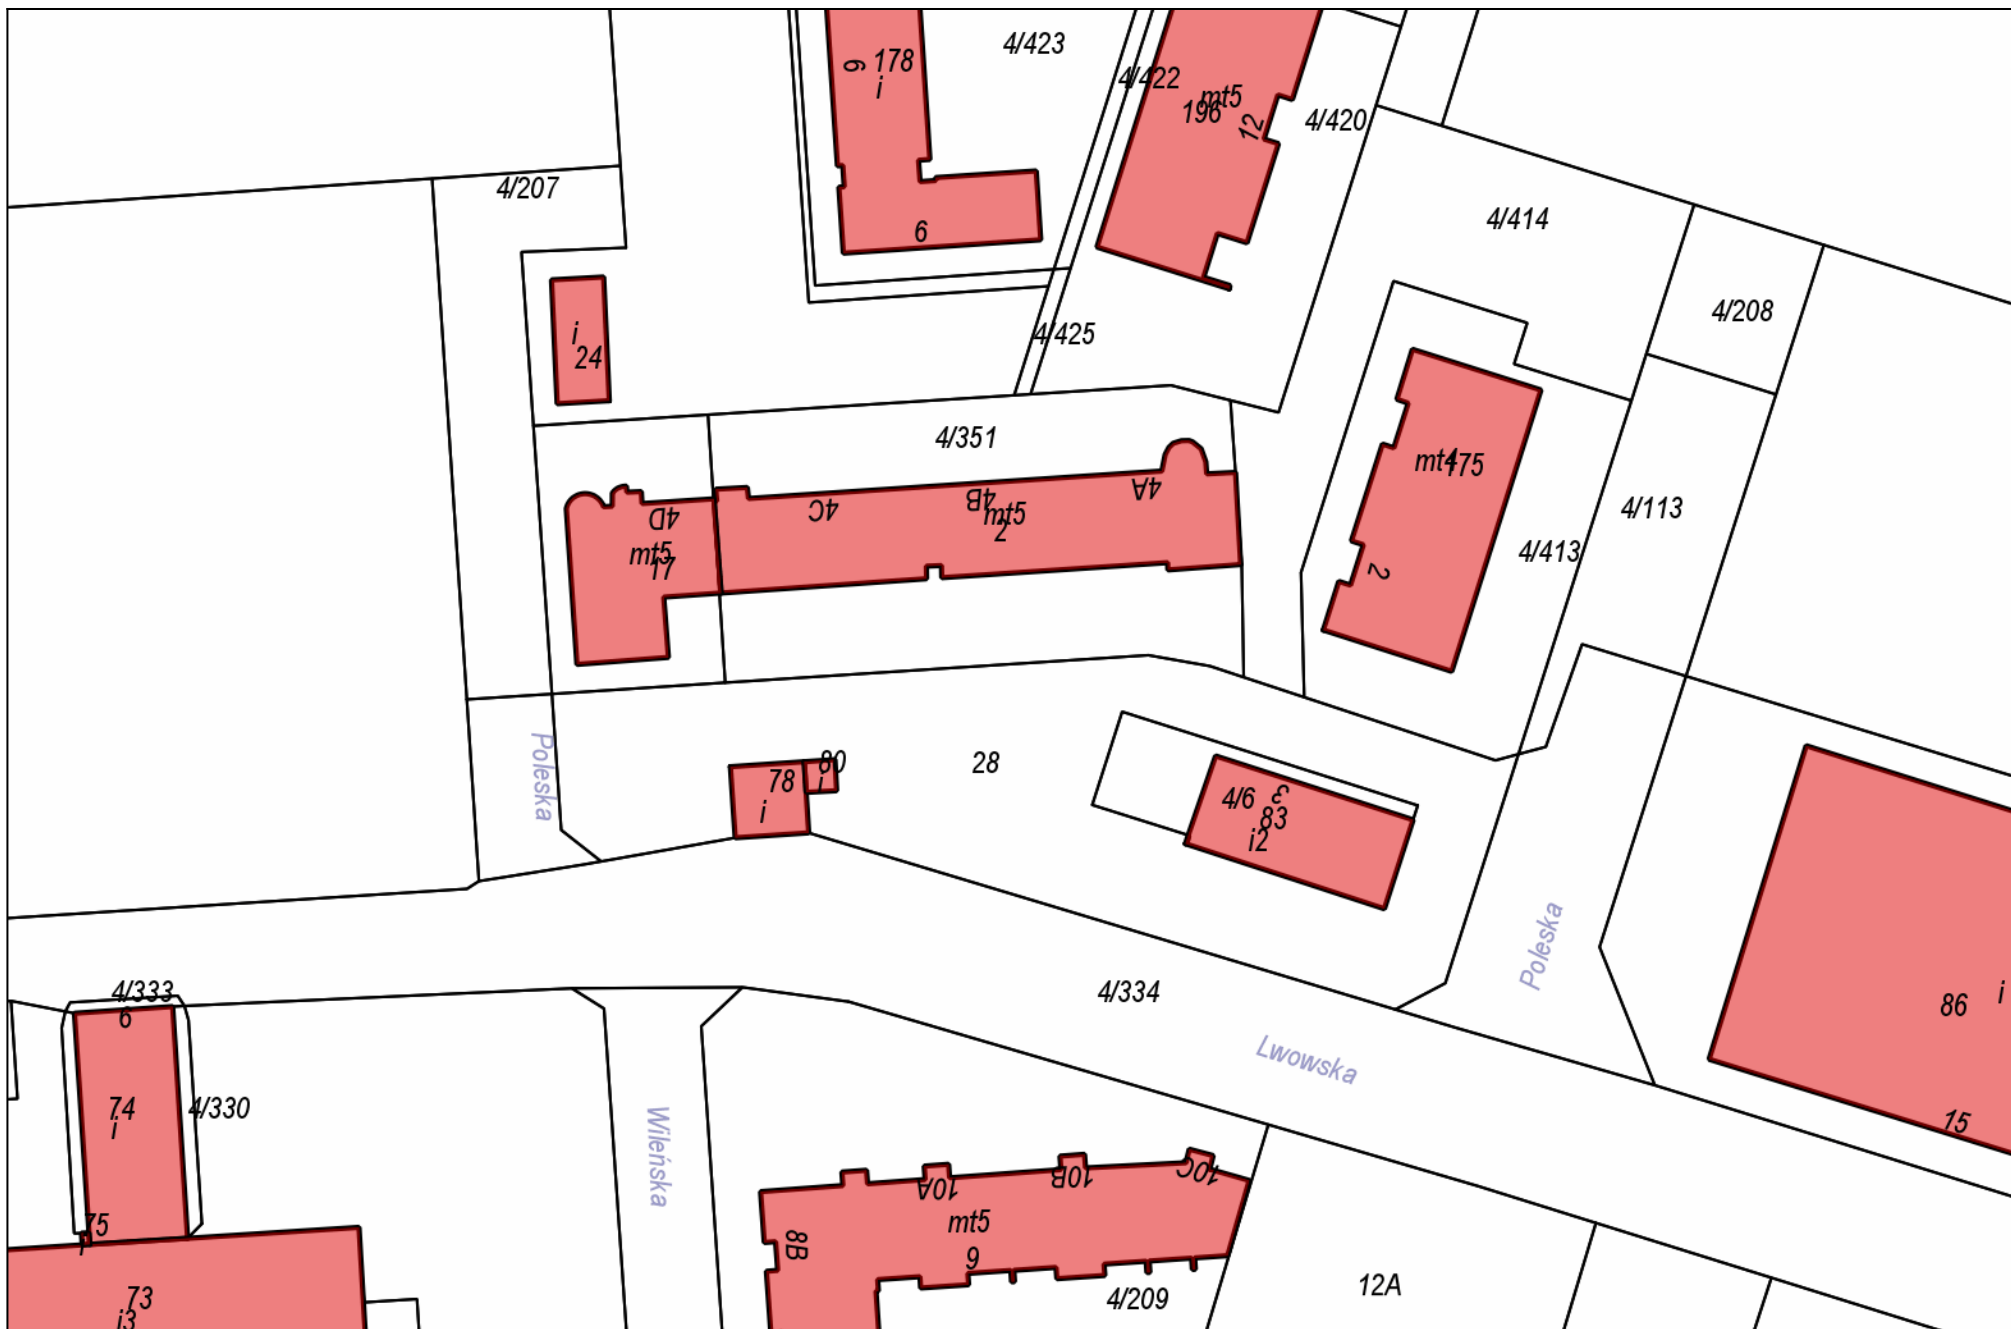 4/423
6
178
i
4/422
mt5
196
12
4/420
4/207
6
4/414
4/208
i
24
4/425
4/351
mt4
175
4/413
4/113
2
4D
mt5
17
4C
4B
mt5
2
4A
Poleska
78
i
80
i
28
4/6
3
83
i2
Poleska
86
i
15
4/333
6
4/334
Lwowska
74
i
4/330
Wileńska
75
i
73
i3
10A
10B
10C
mt5
9
8B
4/209
12A